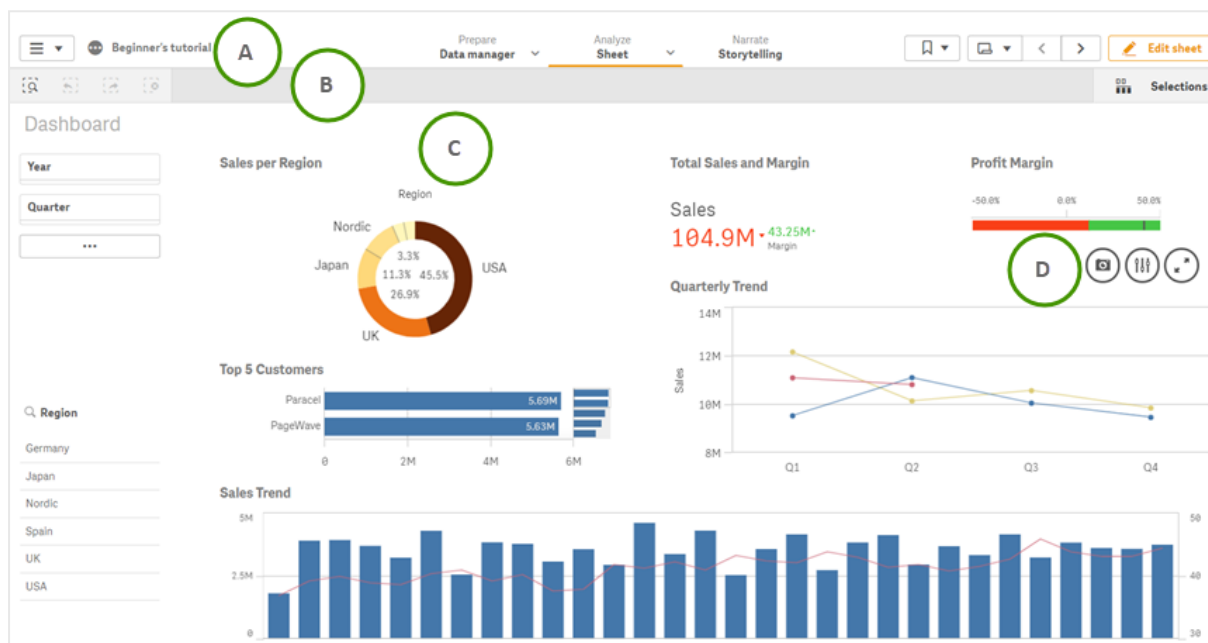 Beginner's tutorial
A
Prepare
Data manager
Analyze
Sheet
Narrate
Storytelling
Edit sheet
B
Selections
Dashboard
Year
Quarter
•••
Region
Germany
Japan
Nordic
Spain
UK
USA
C
Sales per Region
Region
Nordic
Japan
USA
UK
3.3%
11.3% 45.5%
26.9%
Total Sales and Margin
Sales
104.9M
43.25M
Margin
Profit Margin
-50.0% 0.0% 50.0%
D
Quarterly Trend
14M
12M
10M
8M
Sales
Q1 Q2 Q3 Q4
Top 5 Customers
Paracel 5.69M
PageWave 5.63M
0 2M 4M 6M
Sales Trend
5M
2.5M
0
50
40
30